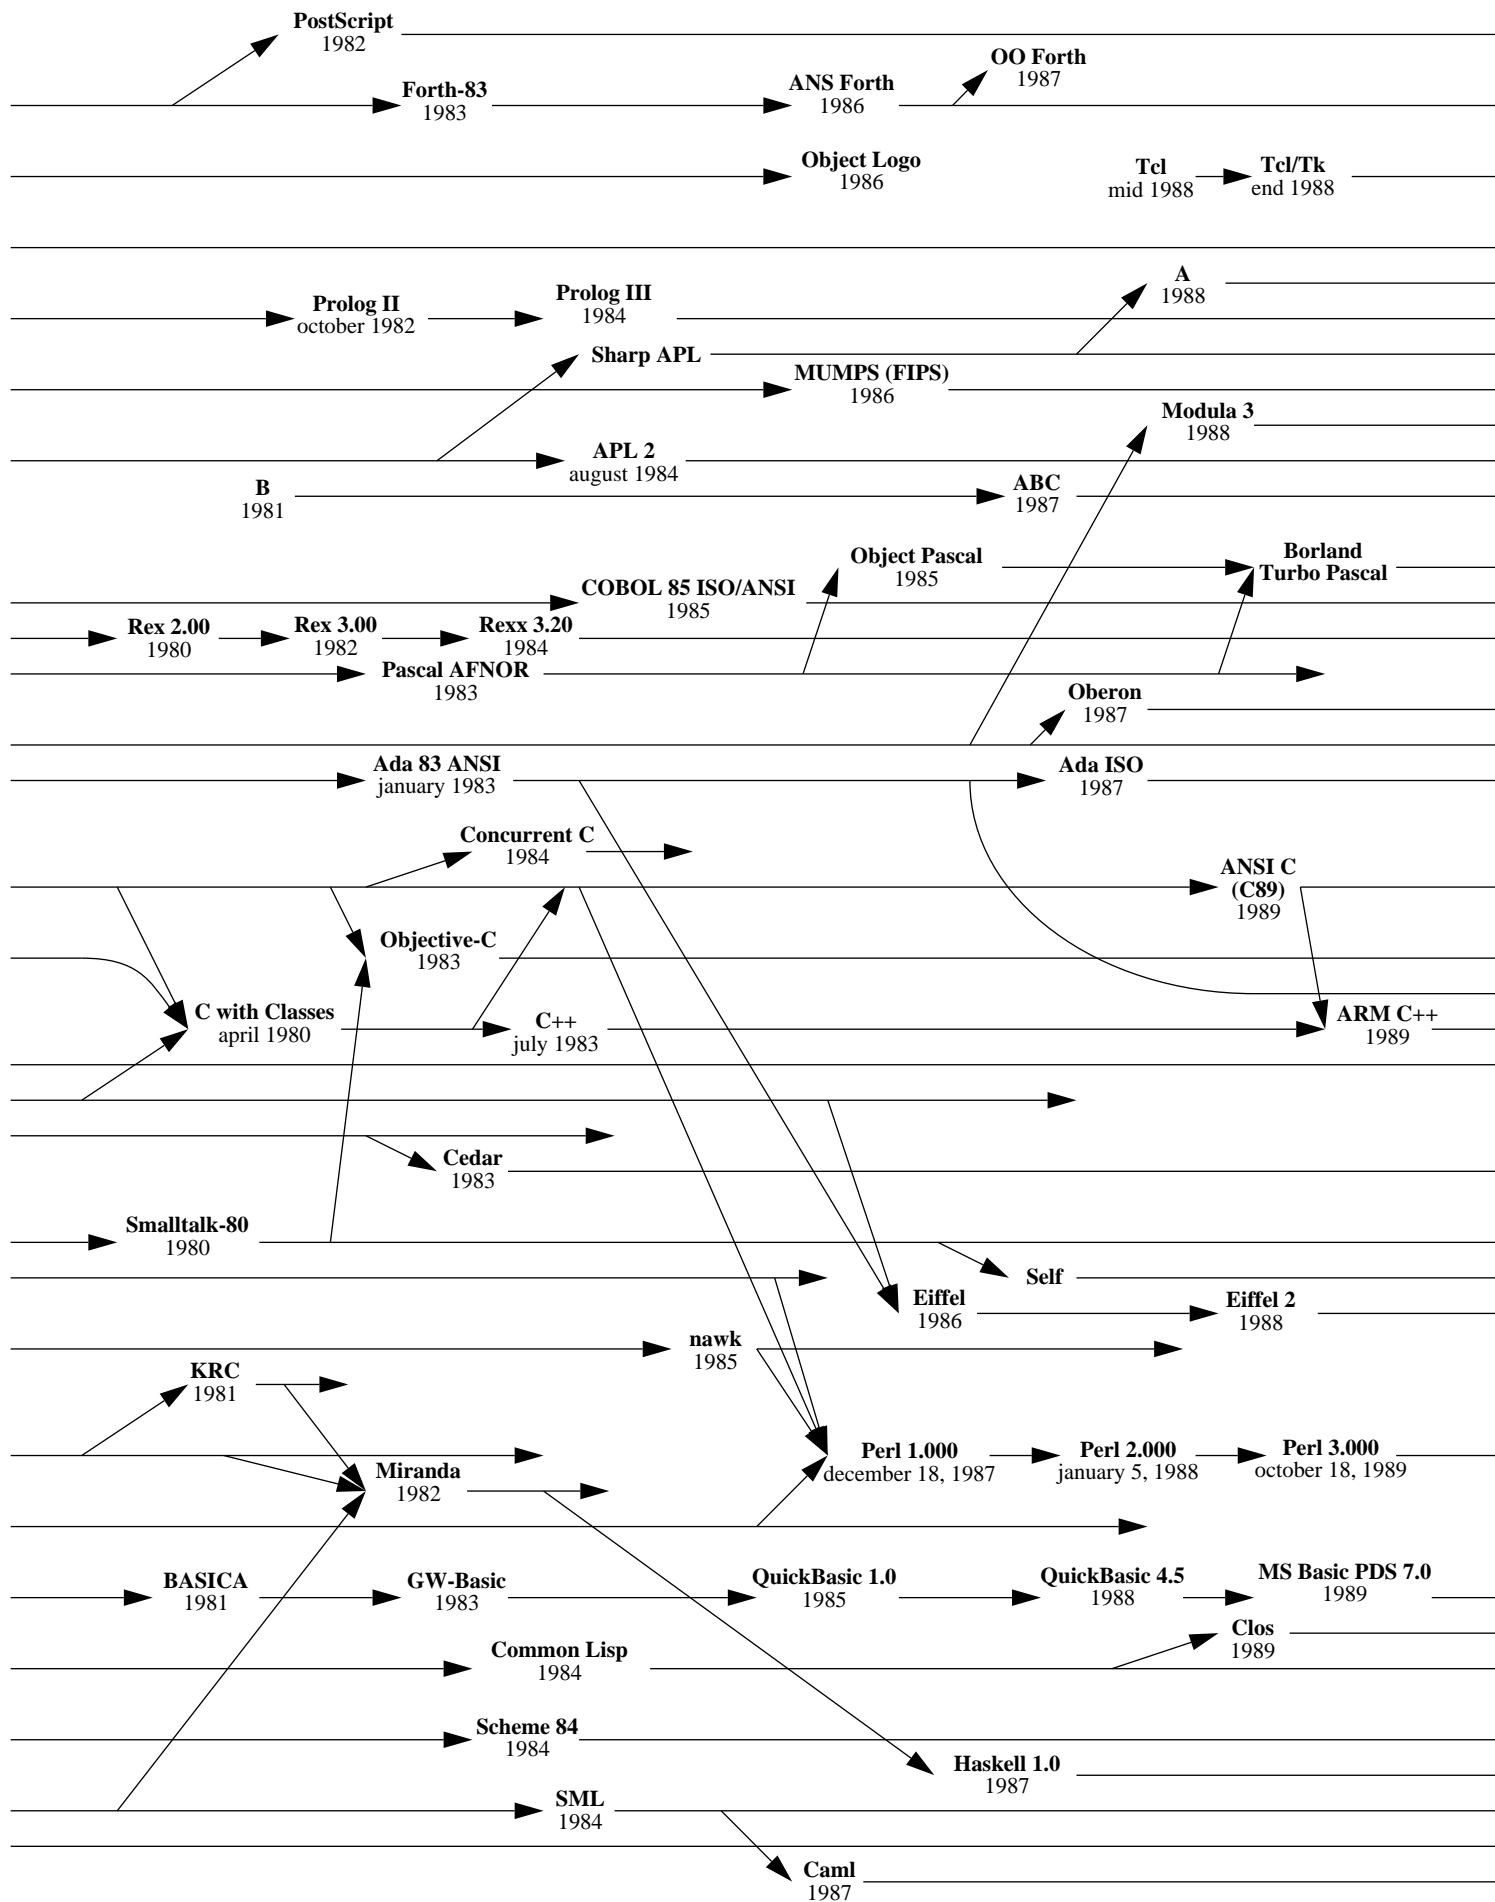 PostScript
1982
OO Forth
1987
Forth-83
1983
ANS Forth
1986
Object Logo
1986
Tcl
mid 1988
Tcl/Tk
end 1988
A
1988
Prolog II
october 1982
Prolog III
1984
Sharp APL
MUMPS (FIPS)
1986
Modula 3
1988
APL 2
august 1984
B
1981
ABC
1987
Object Pascal
1985
Borland
Turbo Pascal
COBOL 85 ISO/ANSI
1985
Rex 2.00
1980
Rex 3.00
1982
Rexx 3.20
1984
Pascal AFNOR
1983
Oberon
1987
Ada 83 ANSI
january 1983
Ada ISO
1987
Concurrent C
1984
ANSI C
(C89)
1989
Objective-C
1983
C with Classes
april 1980
C++
july 1983
ARM C++
1989
Cedar
1983
Smalltalk-80
1980
Self
Eiffel
1986
Eiffel 2
1988
nawk
1985
KRC
1981
Perl 1.000
december 18, 1987
Perl 2.000
january 5, 1988
Perl 3.000
october 18, 1989
Miranda
1982
BASICA
1981
GW-Basic
1983
QuickBasic 1.0
1985
QuickBasic 4.5
1988
MS Basic PDS 7.0
1989
Clos
1989
Common Lisp
1984
Scheme 84
1984
Haskell 1.0
1987
SML
1984
Caml
1987